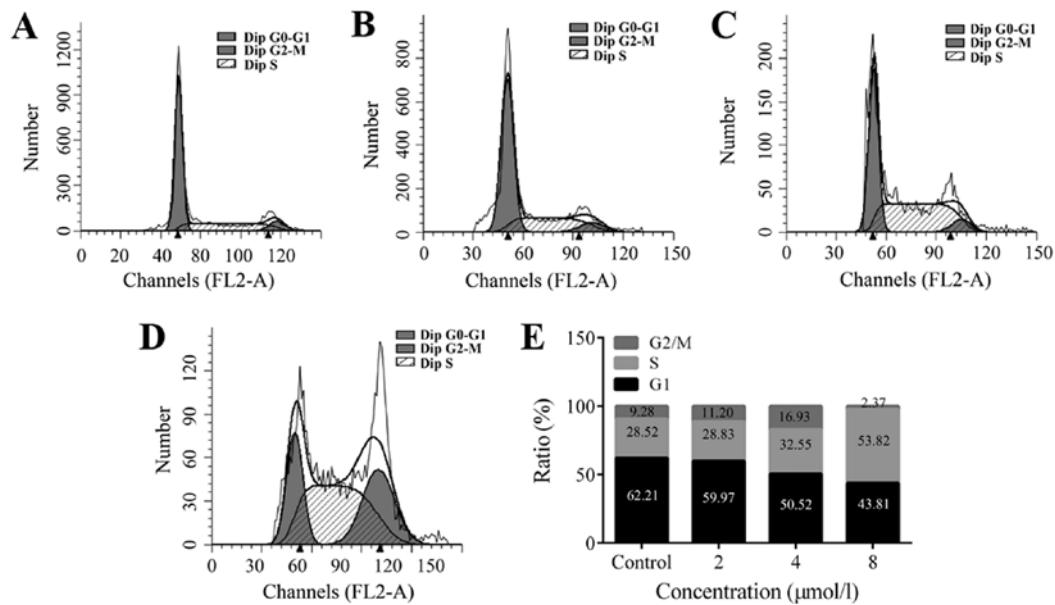 A
Dip G0-G1
Dip G2-M
Dip S
1200
900
600
300
0
Number
0 40 60 80 100 120
Channels (FL2-A)
B
Dip G0-G1
Dip G2-M
Dip S
800
600
400
200
0
Number
0 30 60 90 120 150
Channels (FL2-A)
C
Dip G0-G1
Dip G2-M
Dip S
200
150
100
50
0
Number
0 30 60 90 120 150
Channels (FL2-A)
D
Dip G0-G1
Dip G2-M
Dip S
120
90
60
30
0
Number
0 30 60 90 120 150
Channels (FL2-A)
E
G2/M
S
G1
150
100
50
0
Ratio (%)
9.28 11.20 16.93 2.37
28.52 28.83 32.55 53.82
62.21 59.97 50.52 43.81
Control 2 4 8
Concentration (μmol/l)